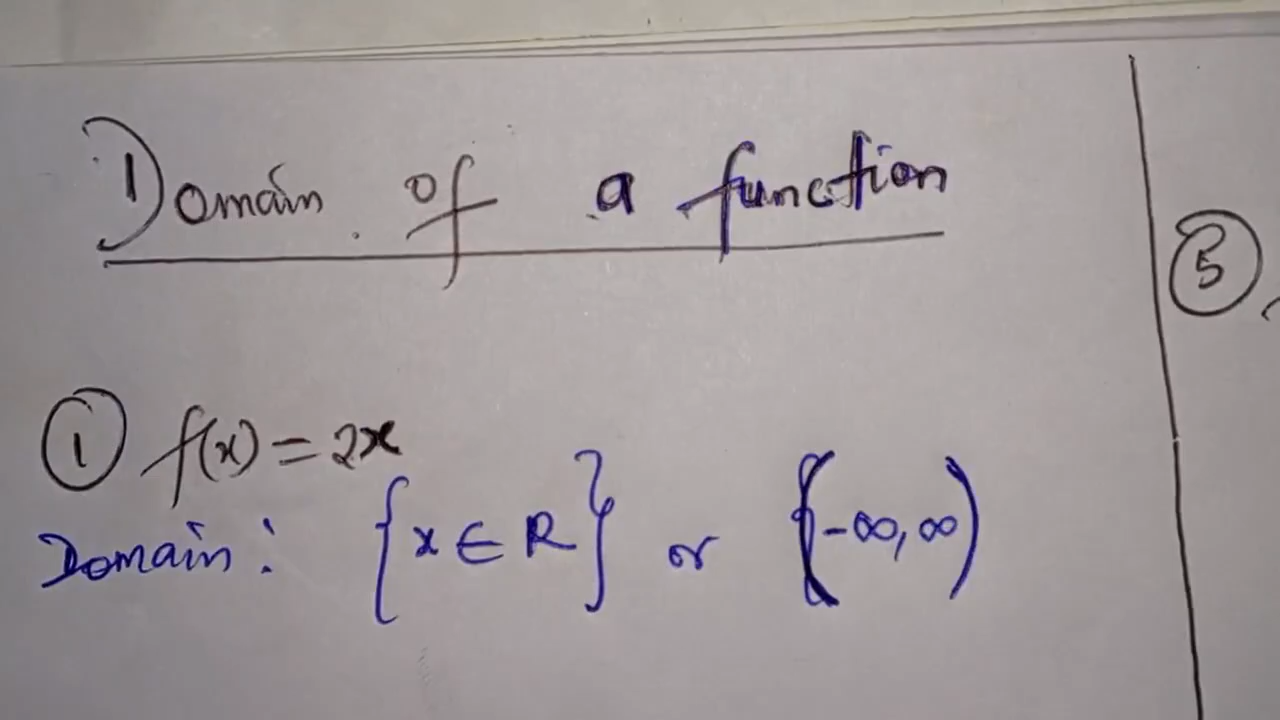 Domain of a function
① f(x) = 2x
Domain: {x ∈ R} or (-∞, ∞)
⑤